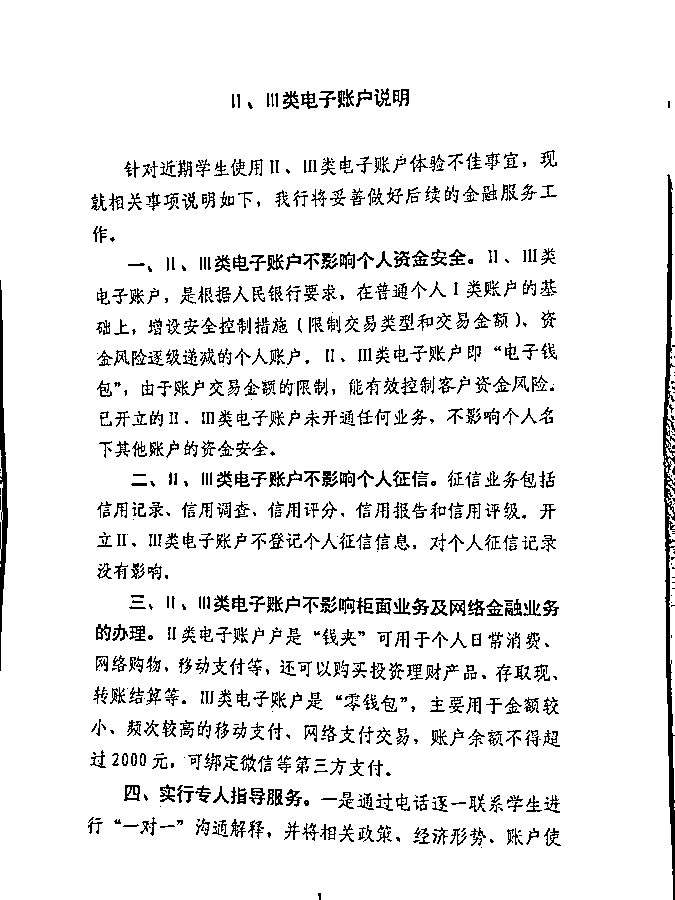 II、III类电子账户说明
针对近期学生使用II、III类电子账户体验不佳事宜，现
就相关事项说明如下，我行将妥善做好后续的金融服务工
作。
一、II、III类电子账户不影响个人资金安全。II、III类
电子账户，是根据人民银行要求，在普通个人I类账户的基
础上，增设安全控制措施（限制交易类型和交易金额）、资
金风险逐级递减的个人账户。II、III类电子账户即“电子钱
包”，由于账户交易金额的限制，能有效控制客户资金风险。
已开立的II、III类电子账户未开通任何业务，不影响个人名
下其他账户的资金安全。
二、II、III类电子账户不影响个人征信。征信业务包括
信用记录、信用调查、信用评分、信用报告和信用评级。开
立II、III类电子账户不登记个人征信信息，对个人征信记录
没有影响。
三、II、III类电子账户不影响柜面业务及网络金融业务
的办理。II类电子账户户是“钱夹”可用于个人日常消费、
网络购物、移动支付等，还可以购买投资理财产品、存取现、
转账结算等。III类电子账户是“零钱包”，主要用于金额较
小、频次较高的移动支付、网络支付交易，账户余额不得超
过2000元，可绑定微信等第三方支付。
四、实行专人指导服务。一是通过电话逐一联系学生进
行“一对一”沟通解释，并将相关政策、经济形势、账户使
1